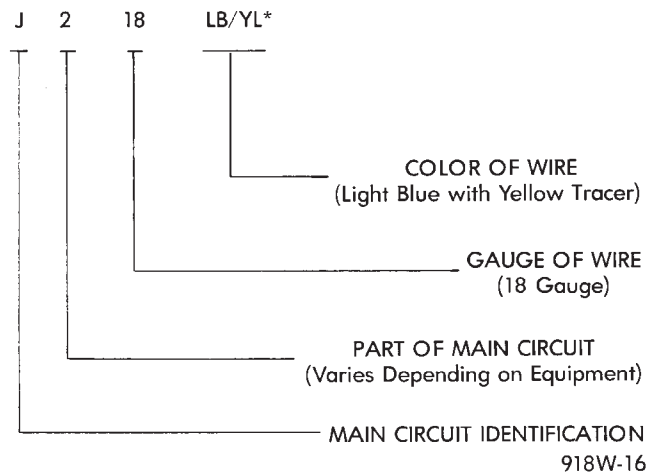 J 2 18 LB/YL*
COLOR OF WIRE
(Light Blue with Yellow Tracer)
GAUGE OF WIRE
(18 Gauge)
PART OF MAIN CIRCUIT
(Varies Depending on Equipment)
MAIN CIRCUIT IDENTIFICATION
918W-16